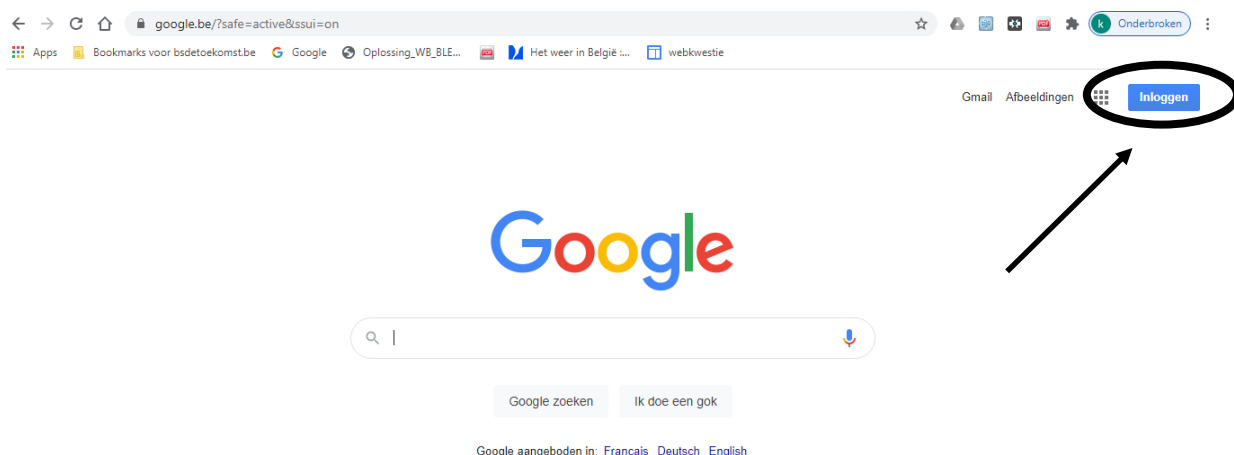 google.be/?safe=active&ssui=on
k Onderbroken
Apps Bookmarks voor bsdetoekomst.be Google Oplossing_WB_BLE... Het weer in België :... webkwestie
Gmail Afbeeldingen Inloggen
Google
Google zoeken Ik doe een gok
Google aangeboden in: Français Deutsch English